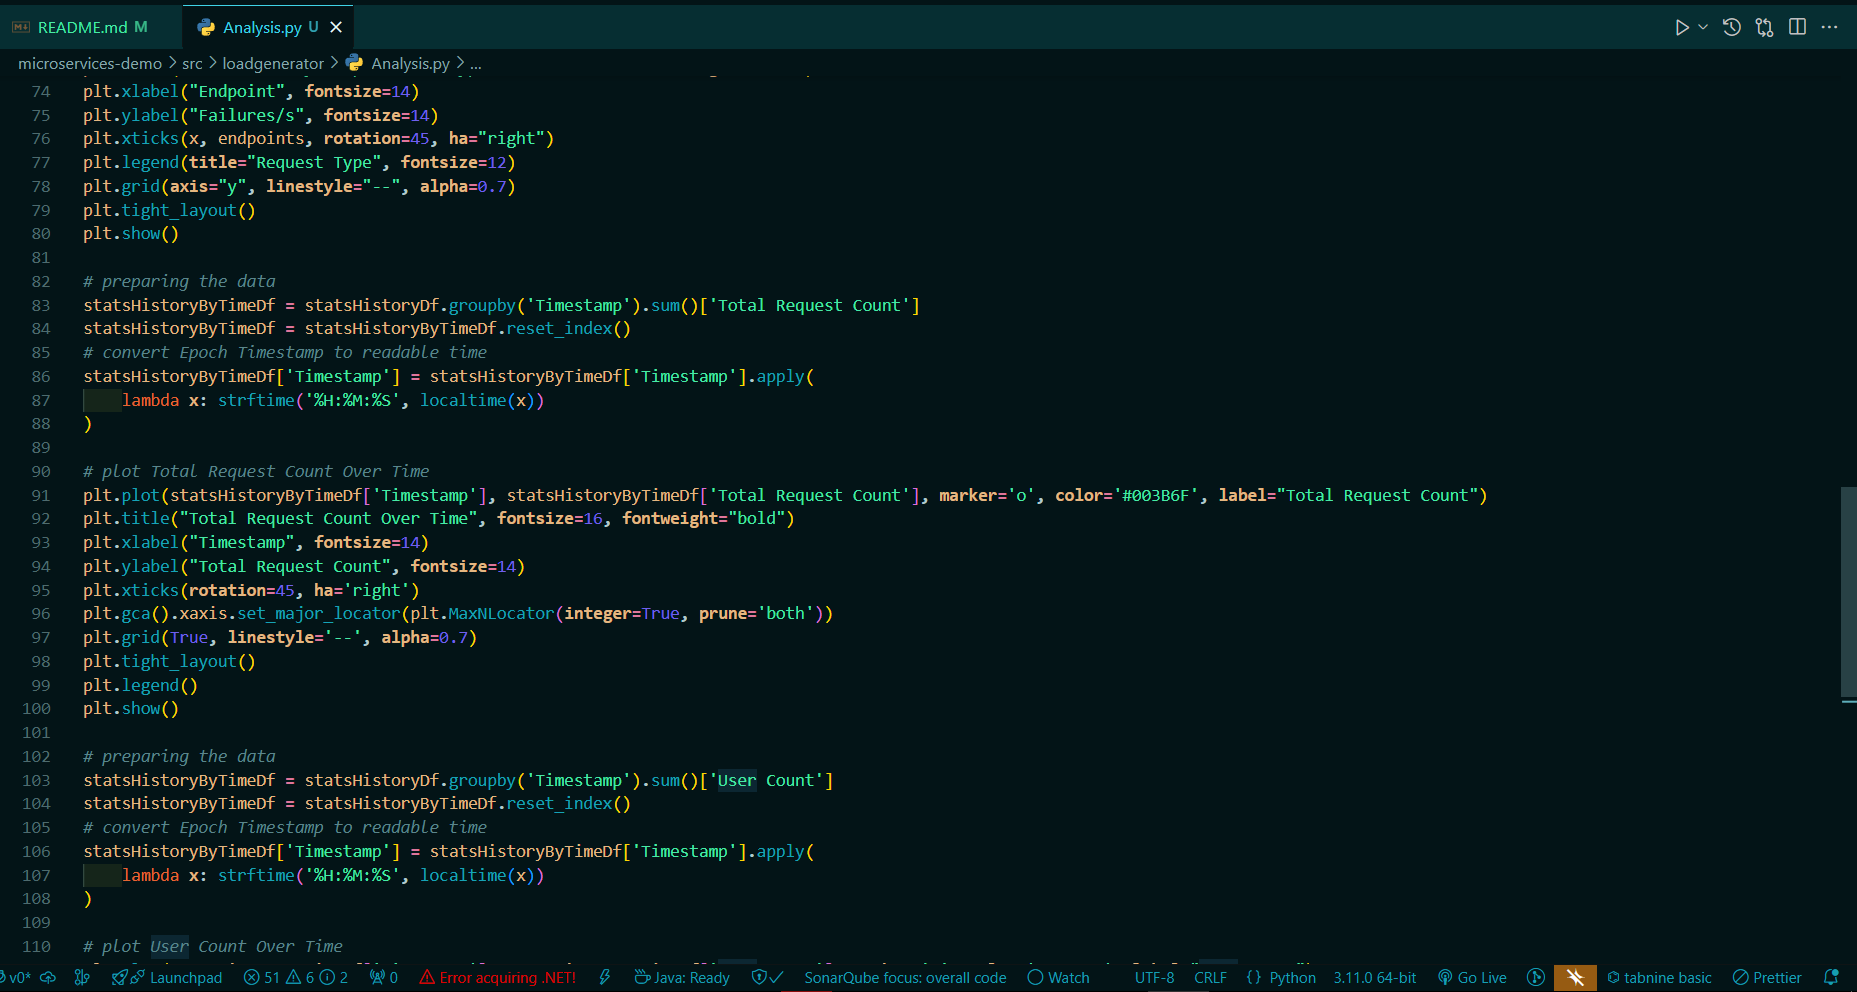 README.md M
Analysis.py U
microservices-demo > src > loadgenerator > Analysis.py > ...
74 plt.xlabel("Endpoint", fontsize=14)
75 plt.ylabel("Failures/s", fontsize=14)
76 plt.xticks(x, endpoints, rotation=45, ha="right")
77 plt.legend(title="Request Type", fontsize=12)
78 plt.grid(axis="y", linestyle="--", alpha=0.7)
79 plt.tight_layout()
80 plt.show()
81
82 # preparing the data
83 statsHistoryByTimeDf = statsHistoryDf.groupby('Timestamp').sum()['Total Request Count']
84 statsHistoryByTimeDf = statsHistoryByTimeDf.reset_index()
85 # convert Epoch Timestamp to readable time
86 statsHistoryByTimeDf['Timestamp'] = statsHistoryByTimeDf['Timestamp'].apply(
87     lambda x: strftime('%H:%M:%S', localtime(x))
88 )
89
90 # plot Total Request Count Over Time
91 plt.plot(statsHistoryByTimeDf['Timestamp'], statsHistoryByTimeDf['Total Request Count'], marker='o', color='#003B6F', label="Total Request Count")
92 plt.title("Total Request Count Over Time", fontsize=16, fontweight="bold")
93 plt.xlabel("Timestamp", fontsize=14)
94 plt.ylabel("Total Request Count", fontsize=14)
95 plt.xticks(rotation=45, ha='right')
96 plt.gca().xaxis.set_major_locator(plt.MaxNLocator(integer=True, prune='both'))
97 plt.grid(True, linestyle='--', alpha=0.7)
98 plt.tight_layout()
99 plt.legend()
100 plt.show()
101
102 # preparing the data
103 statsHistoryByTimeDf = statsHistoryDf.groupby('Timestamp').sum()['User Count']
104 statsHistoryByTimeDf = statsHistoryByTimeDf.reset_index()
105 # convert Epoch Timestamp to readable time
106 statsHistoryByTimeDf['Timestamp'] = statsHistoryByTimeDf['Timestamp'].apply(
107     lambda x: strftime('%H:%M:%S', localtime(x))
108 )
109
110 # plot User Count Over Time
v0* Launchpad 51 6 2 0 Error acquiring .NET! Java: Ready SonarQube focus: overall code Watch UTF-8 CRLF {} Python 3.11.0 64-bit Go Live tabnine basic Prettier